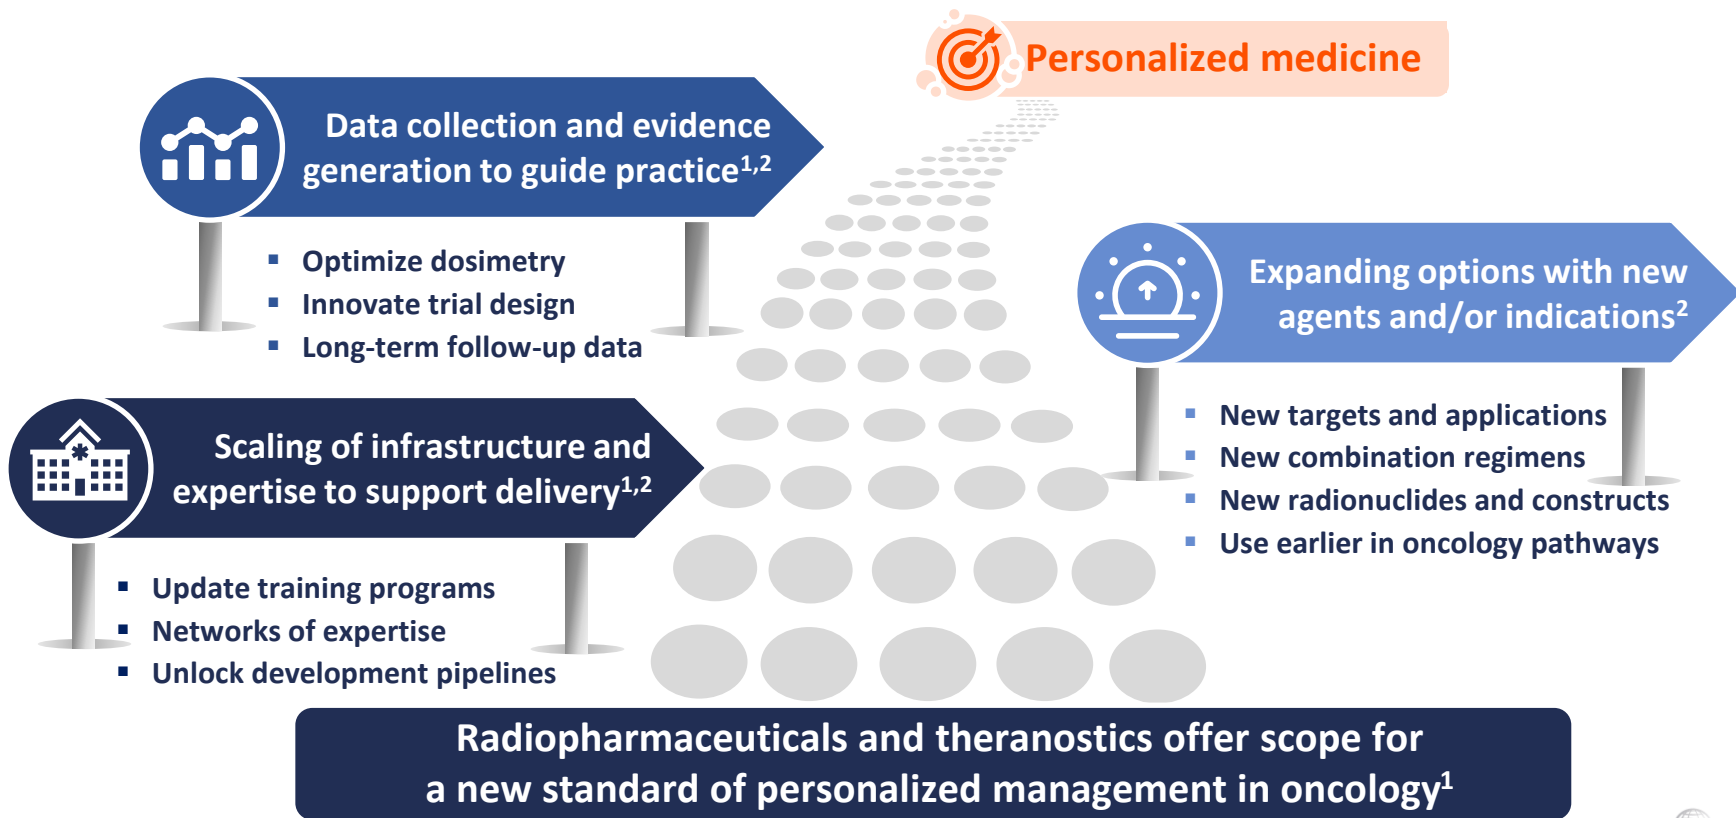 Personalized medicine
Data collection and evidence
generation to guide practice1,2
▪ Optimize dosimetry
▪ Innovate trial design
▪ Long-term follow-up data
Expanding options with new
agents and/or indications2
▪ New targets and applications
▪ New combination regimens
▪ New radionuclides and constructs
▪ Use earlier in oncology pathways
Scaling of infrastructure and
expertise to support delivery1,2
▪ Update training programs
▪ Networks of expertise
▪ Unlock development pipelines
Radiopharmaceuticals and theranostics offer scope for
a new standard of personalized management in oncology1